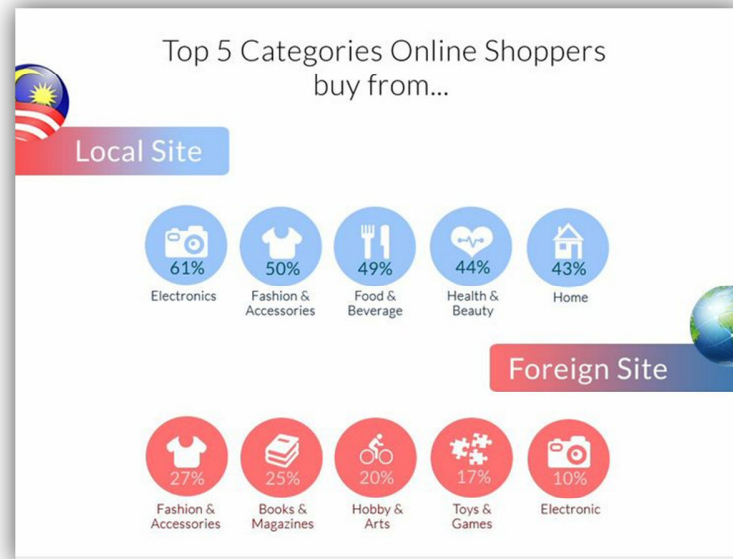 Top 5 Categories Online Shoppers
buy from...
Local Site
61%
50%
49%
44%
43%
Electronics
Fashion &
Accessories
Food &
Beverage
Health &
Beauty
Home
Foreign Site
27%
25%
20%
17%
10%
Fashion &
Accessories
Books &
Magazines
Hobby &
Arts
Toys &
Games
Electronic